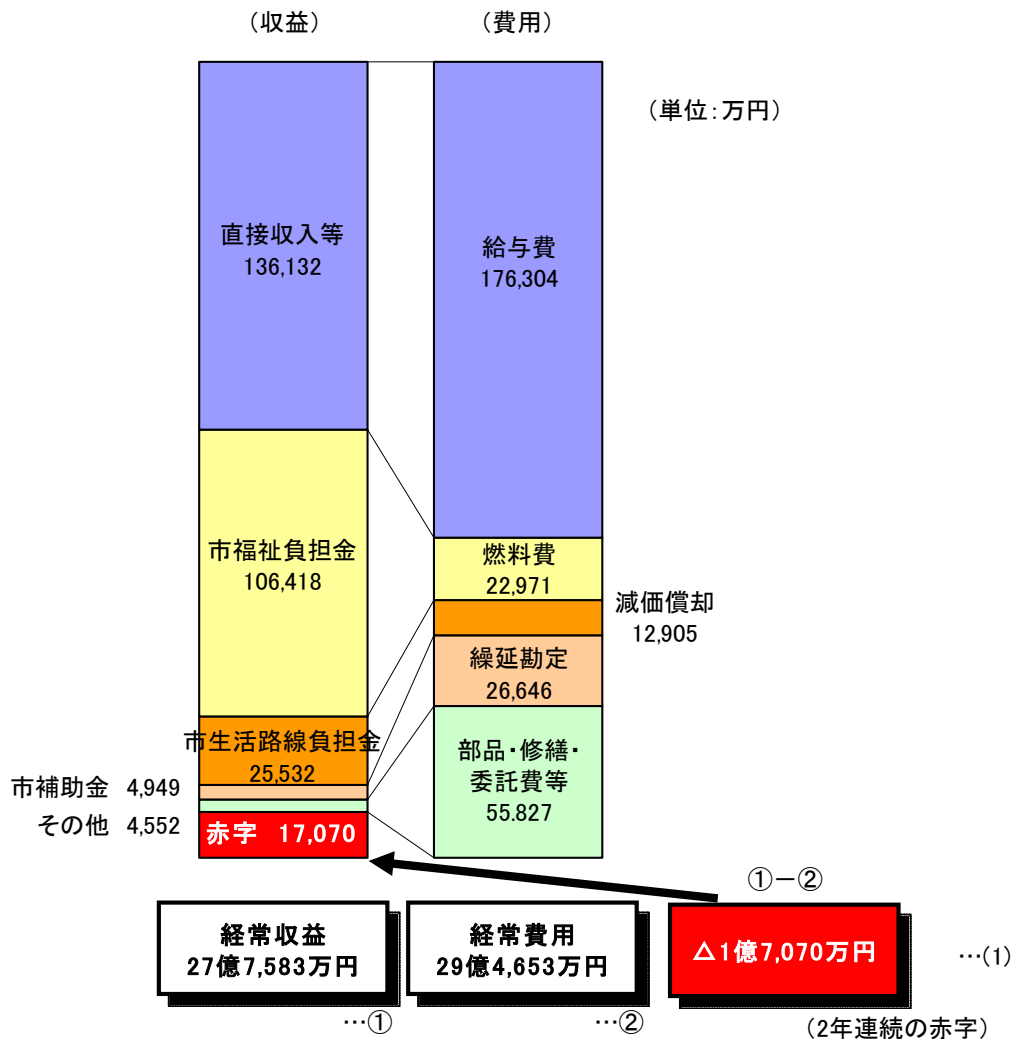 （収益）
（費用）
（単位：万円）
直接収入等
136,132
給与費
176,304
市福祉負担金
106,418
燃料費
22,971
減価償却
12,905
繰延勘定
26,646
市生活路線負担金
25,532
部品・修繕・
委託費等
55.827
市補助金 4,949
その他 4,552
赤字 17,070
①－②
経常収益
27億7,583万円
経常費用
29億4,653万円
△1億7,070万円
…(1)
…①
…②
（2年連続の赤字）